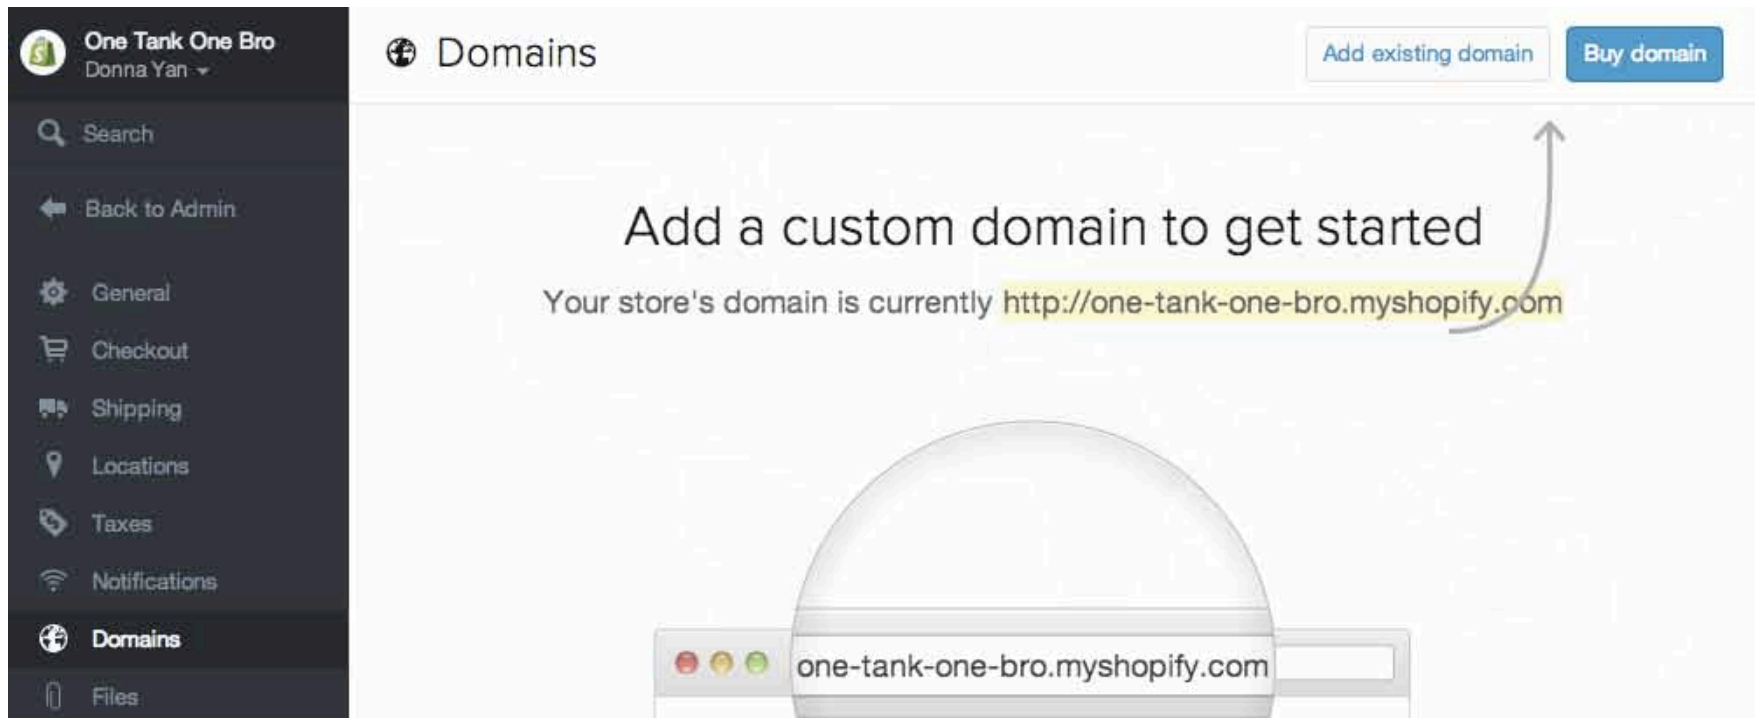 One Tank One Bro
Donna Yan
Search
Back to Admin
General
Checkout
Shipping
Locations
Taxes
Notifications
Domains
Files
Domains
Add existing domain
Buy domain
Add a custom domain to get started
Your store's domain is currently http://one-tank-one-bro.myshopify.com
one-tank-one-bro.myshopify.com